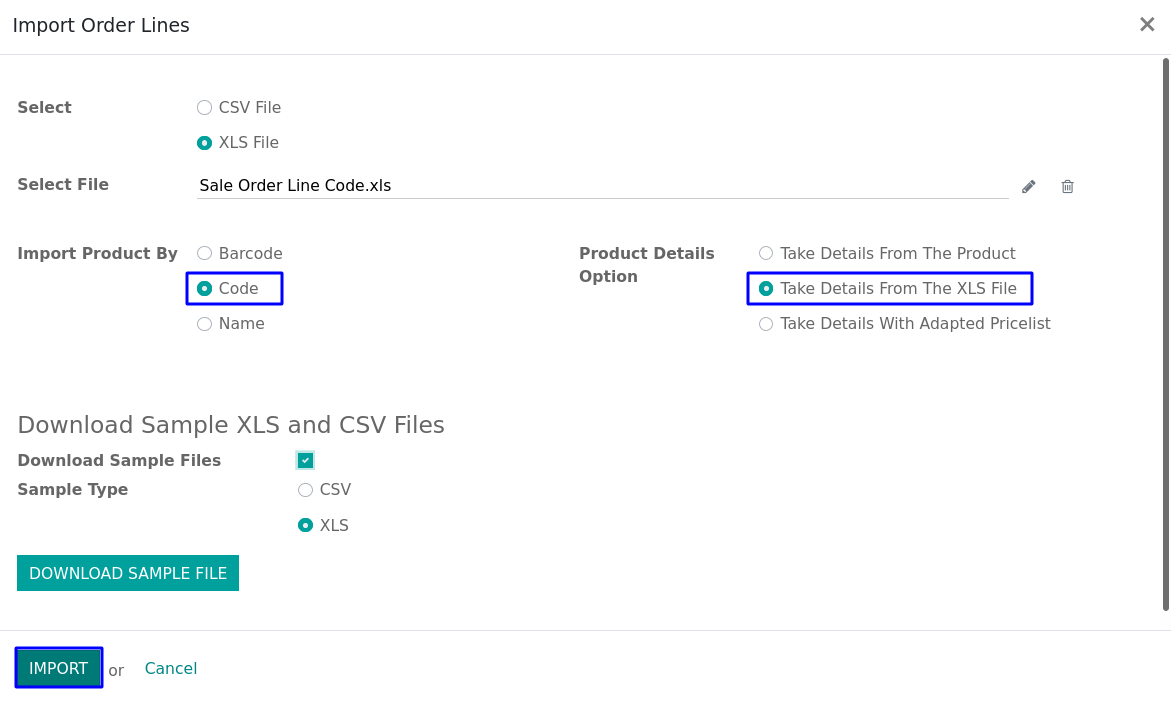 Import Order Lines
Select
CSV File
XLS File
Select File
Sale Order Line Code.xls
Import Product By
Barcode
Code
Name
Product Details
Option
Take Details From The Product
Take Details From The XLS File
Take Details With Adapted Pricelist
Download Sample XLS and CSV Files
Download Sample Files
Sample Type
CSV
XLS
DOWNLOAD SAMPLE FILE
IMPORT or Cancel